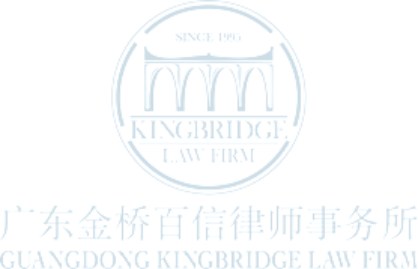 SINCE 1993
KINGBRIDGE
LAW FIRM
广东金桥百信律师事务所
GUANGDONG KINGBRIDGE LAW FIRM